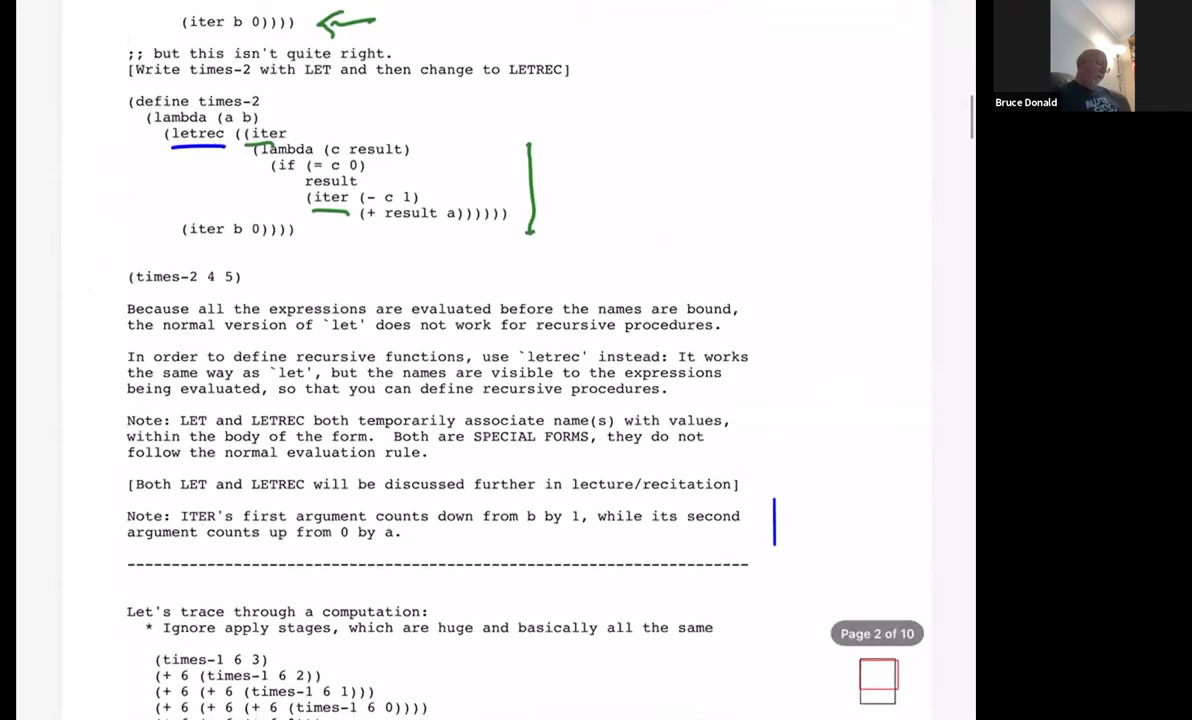 (iter b 0))))
;; but this isn't quite right.
[Write times-2 with LET and then change to LETREC]
(define times-2
(lambda (a b)
(letrec ((iter
(lambda (c result)
(if (= c 0)
result
(iter (- c 1)
(+ result a))))))
(iter b 0))))
(times-2 4 5)
Because all the expressions are evaluated before the names are bound,
the normal version of `let' does not work for recursive procedures.
In order to define recursive functions, use `letrec' instead: It works
the same way as `let', but the names are visible to the expressions
being evaluated, so that you can define recursive procedures.
Note: LET and LETREC both temporarily associate name(s) with values,
within the body of the form.  Both are SPECIAL FORMS, they do not
follow the normal evaluation rule.
[Both LET and LETREC will be discussed further in lecture/recitation]
Note: ITER's first argument counts down from b by 1, while its second
argument counts up from 0 by a.
----------------------------------------------------------------------
Let's trace through a computation:
* Ignore apply stages, which are huge and basically all the same
(times-1 6 3)
(+ 6 (times-1 6 2))
(+ 6 (+ 6 (times-1 6 1)))
(+ 6 (+ 6 (+ 6 (times-1 6 0))))
Page 2 of 10
Bruce Donald